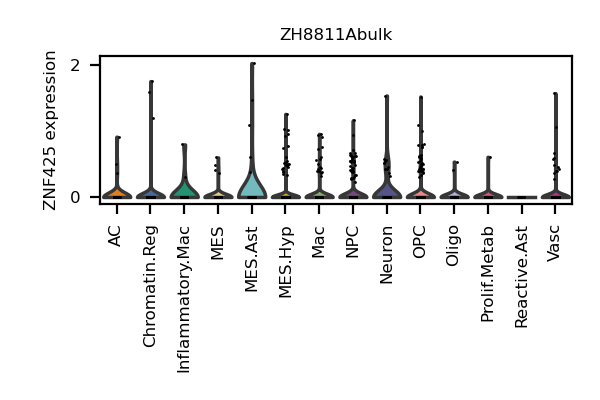 ZH8811Abulk
ZNF425 expression
2
0
AC
Chromatin.Reg
Inflammatory.Mac
MES
MES.Ast
MES.Hyp
Mac
NPC
Neuron
OPC
Oligo
Prolif.Metab
Reactive.Ast
Vasc